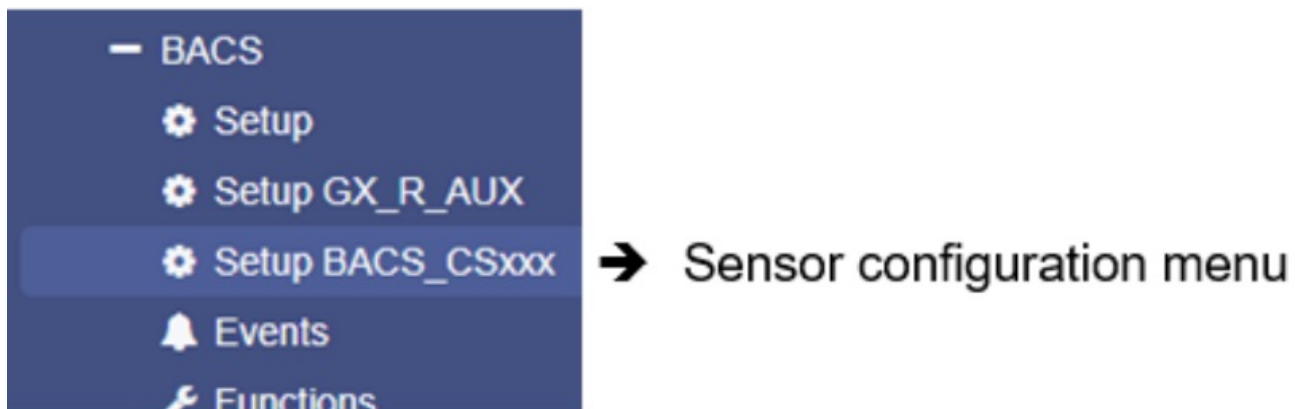 BACS
Setup
Setup GX_R_AUX
Setup BACS_CSxxx ➔ Sensor configuration menu
Events
Functions